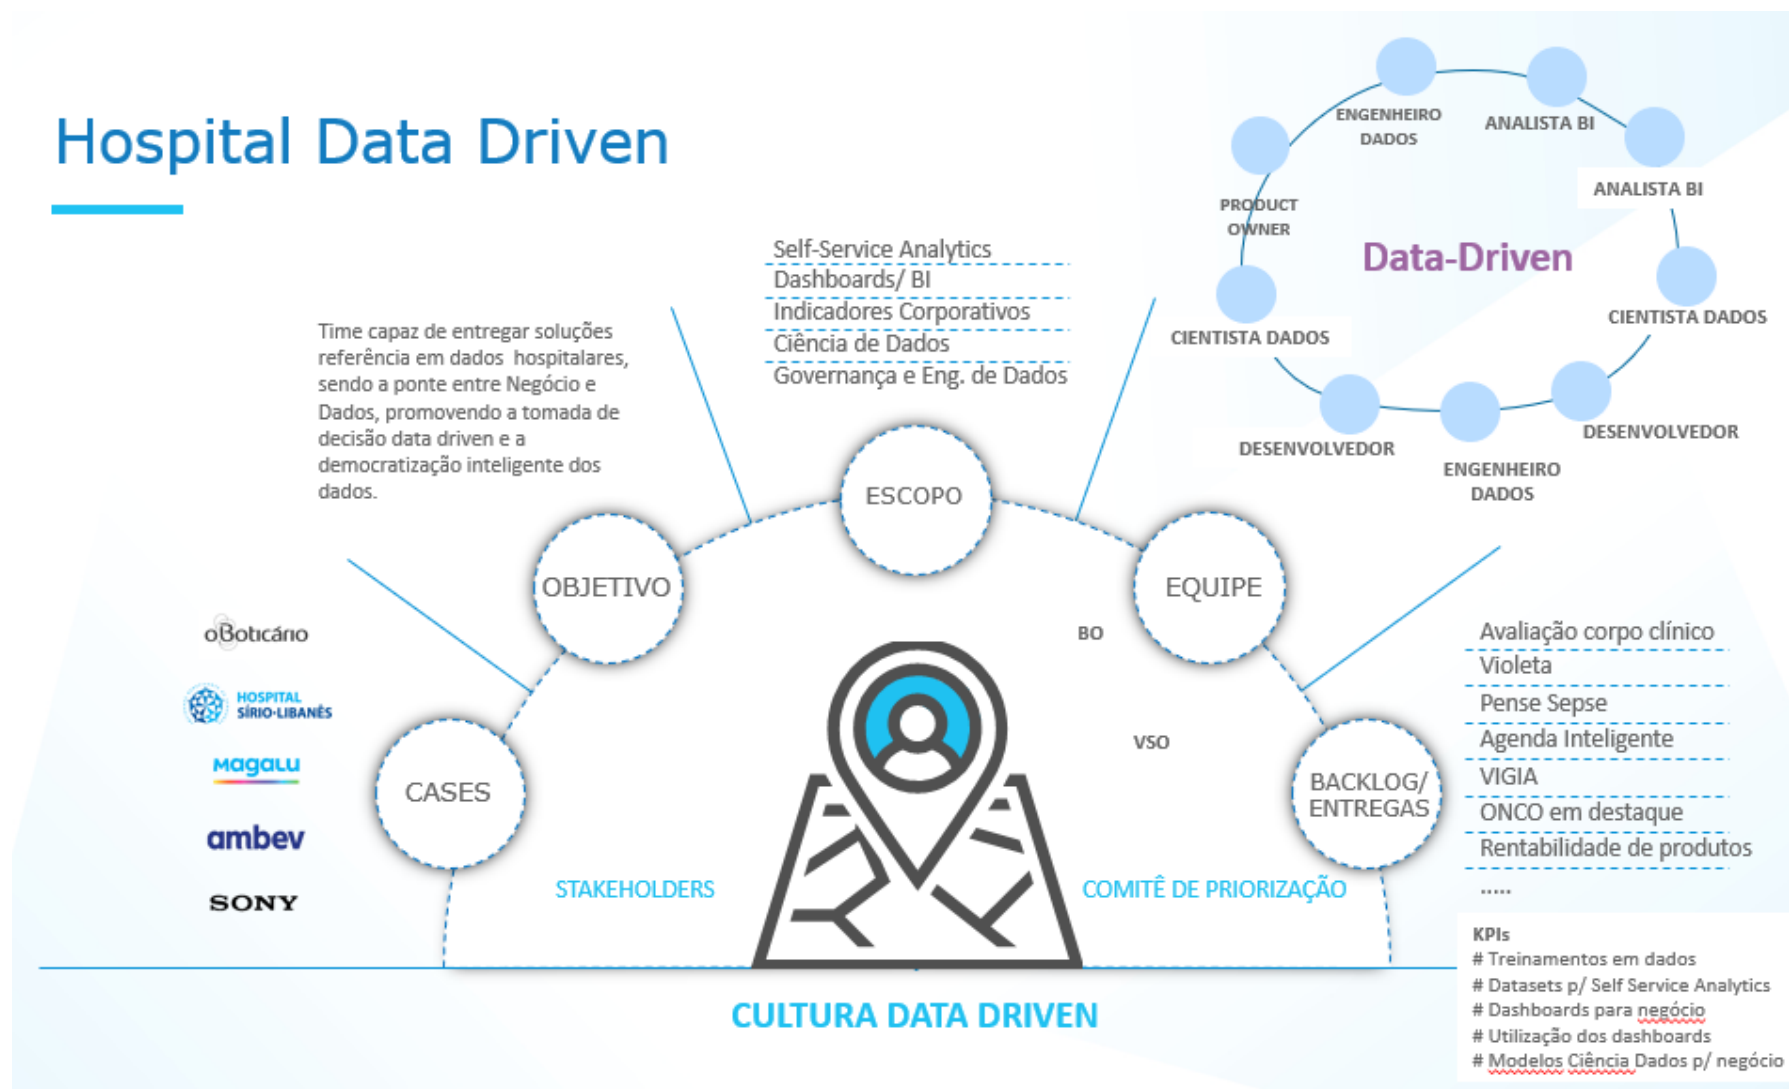 Hospital Data Driven
ENGENHEIRO
DADOS
ANALISTA BI
ANALISTA BI
PRODUCT
OWNER
Data-Driven
CIENTISTA DADOS
CIENTISTA DADOS
DESENVOLVEDOR
DESENVOLVEDOR
ENGENHEIRO
DADOS
Self-Service Analytics
Dashboards/ BI
Indicadores Corporativos
Ciência de Dados
Governança e Eng. de Dados
Time capaz de entregar soluções
referência em dados hospitalares,
sendo a ponte entre Negócio e
Dados, promovendo a tomada de
decisão data driven e a
democratização inteligente dos
dados.
ESCOPO
OBJETIVO
EQUIPE
CASES
BACKLOG/
ENTREGAS
oBoticário
HOSPITAL
SÍRIO-LIBANÊS
Magalu
ambev
SONY
BO
VSO
STAKEHOLDERS
COMITÊ DE PRIORIZAÇÃO
Avaliação corpo clínico
Violeta
Pense Sepse
Agenda Inteligente
VIGIA
ONCO em destaque
Rentabilidade de produtos
.....
KPIs
# Treinamentos em dados
# Datasets p/ Self Service Analytics
# Dashboards para negócio
# Utilização dos dashboards
# Modelos Ciência Dados p/ negócio
CULTURA DATA DRIVEN